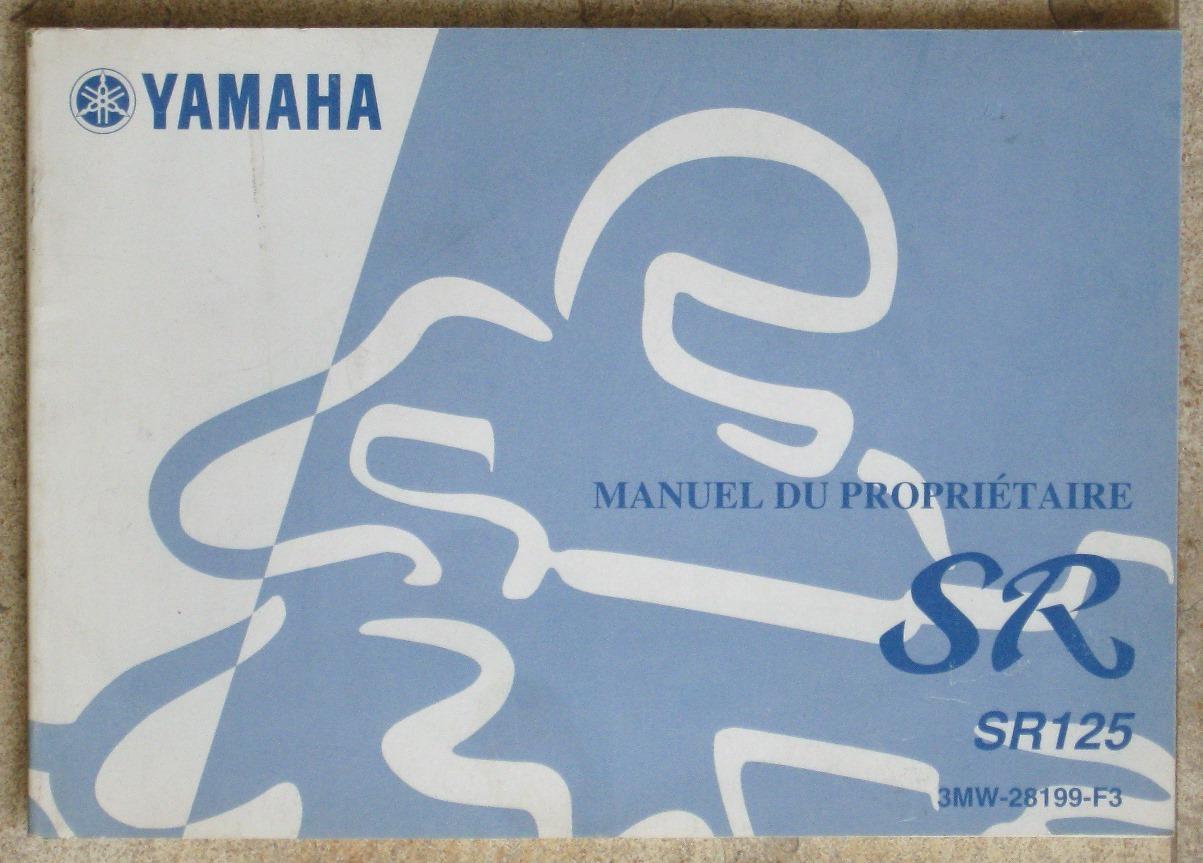 YAMAHA
MANUEL DU PROPRIÉTAIRE
SR
SR125
3MW-28199-F3